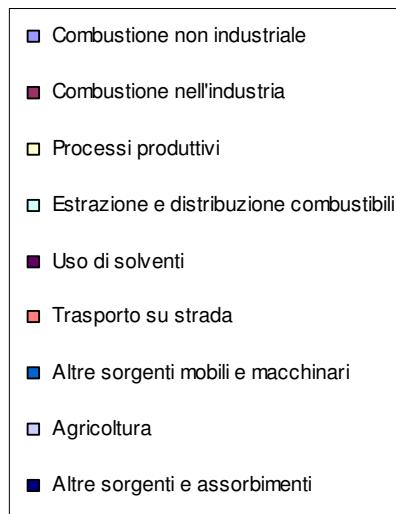 Combustione non industriale
Combustione nell'industria
Processi produttivi
Estrazione e distribuzione combustibili
Uso di solventi
Trasporto su strada
Altre sorgenti mobili e macchinari
Agricoltura
Altre sorgenti e assorbimenti